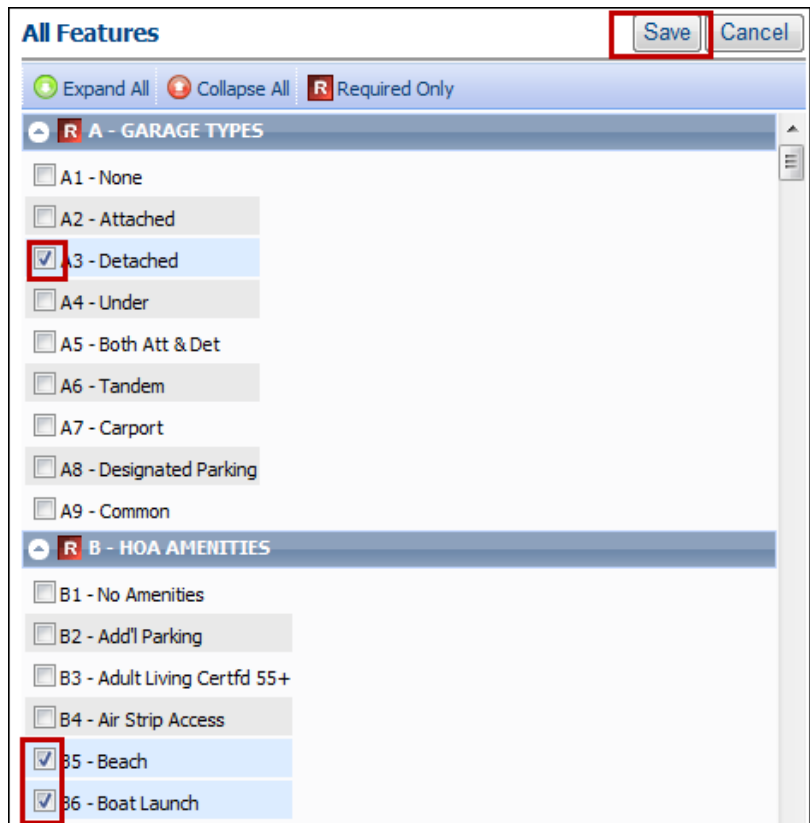 All Features Save Cancel
Expand All Collapse All R Required Only
R A - GARAGE TYPES
A1 - None
A2 - Attached
A3 - Detached
A4 - Under
A5 - Both Att & Det
A6 - Tandem
A7 - Carport
A8 - Designated Parking
A9 - Common
R B - HOA AMENITIES
B1 - No Amenities
B2 - Add'l Parking
B3 - Adult Living Certfd 55+
B4 - Air Strip Access
B5 - Beach
B6 - Boat Launch